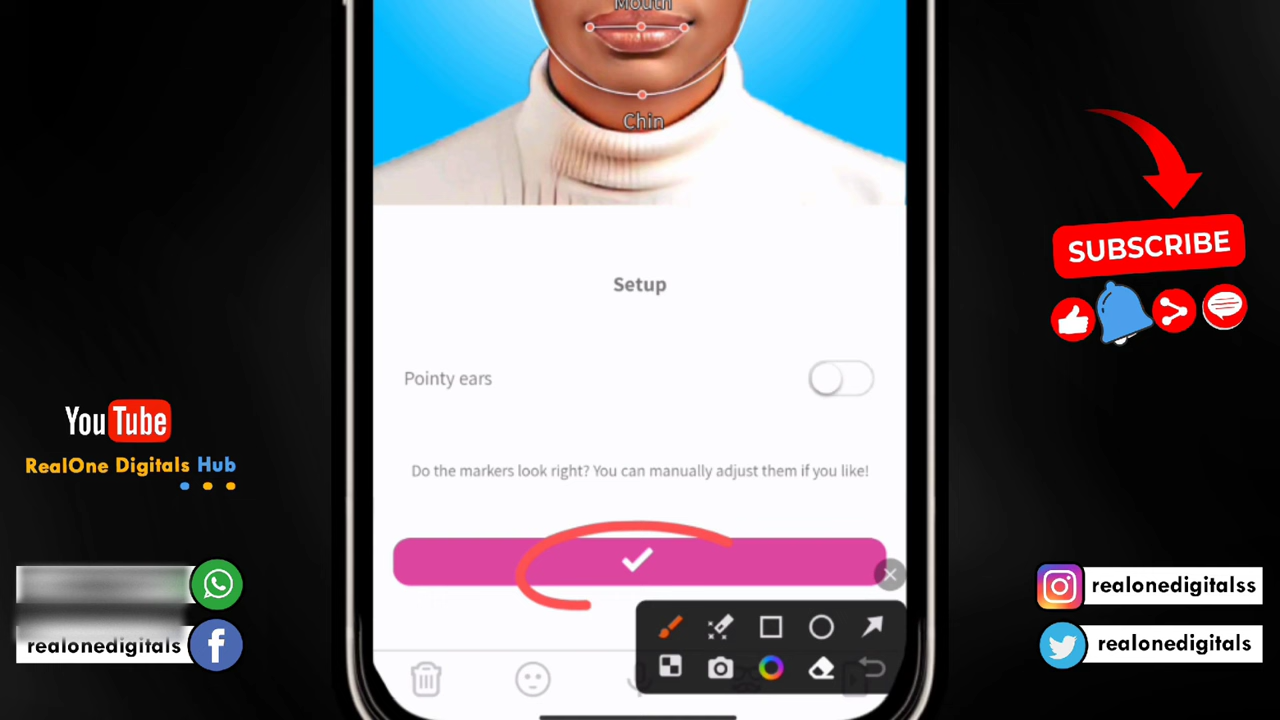 Mouth
Chin
Setup
Pointy ears
Do the markers look right? You can manually adjust them if you like!
SUBSCRIBE
YouTube
RealOne Digitals Hub
realonedigitals
realonedigitalss
realonedigitals